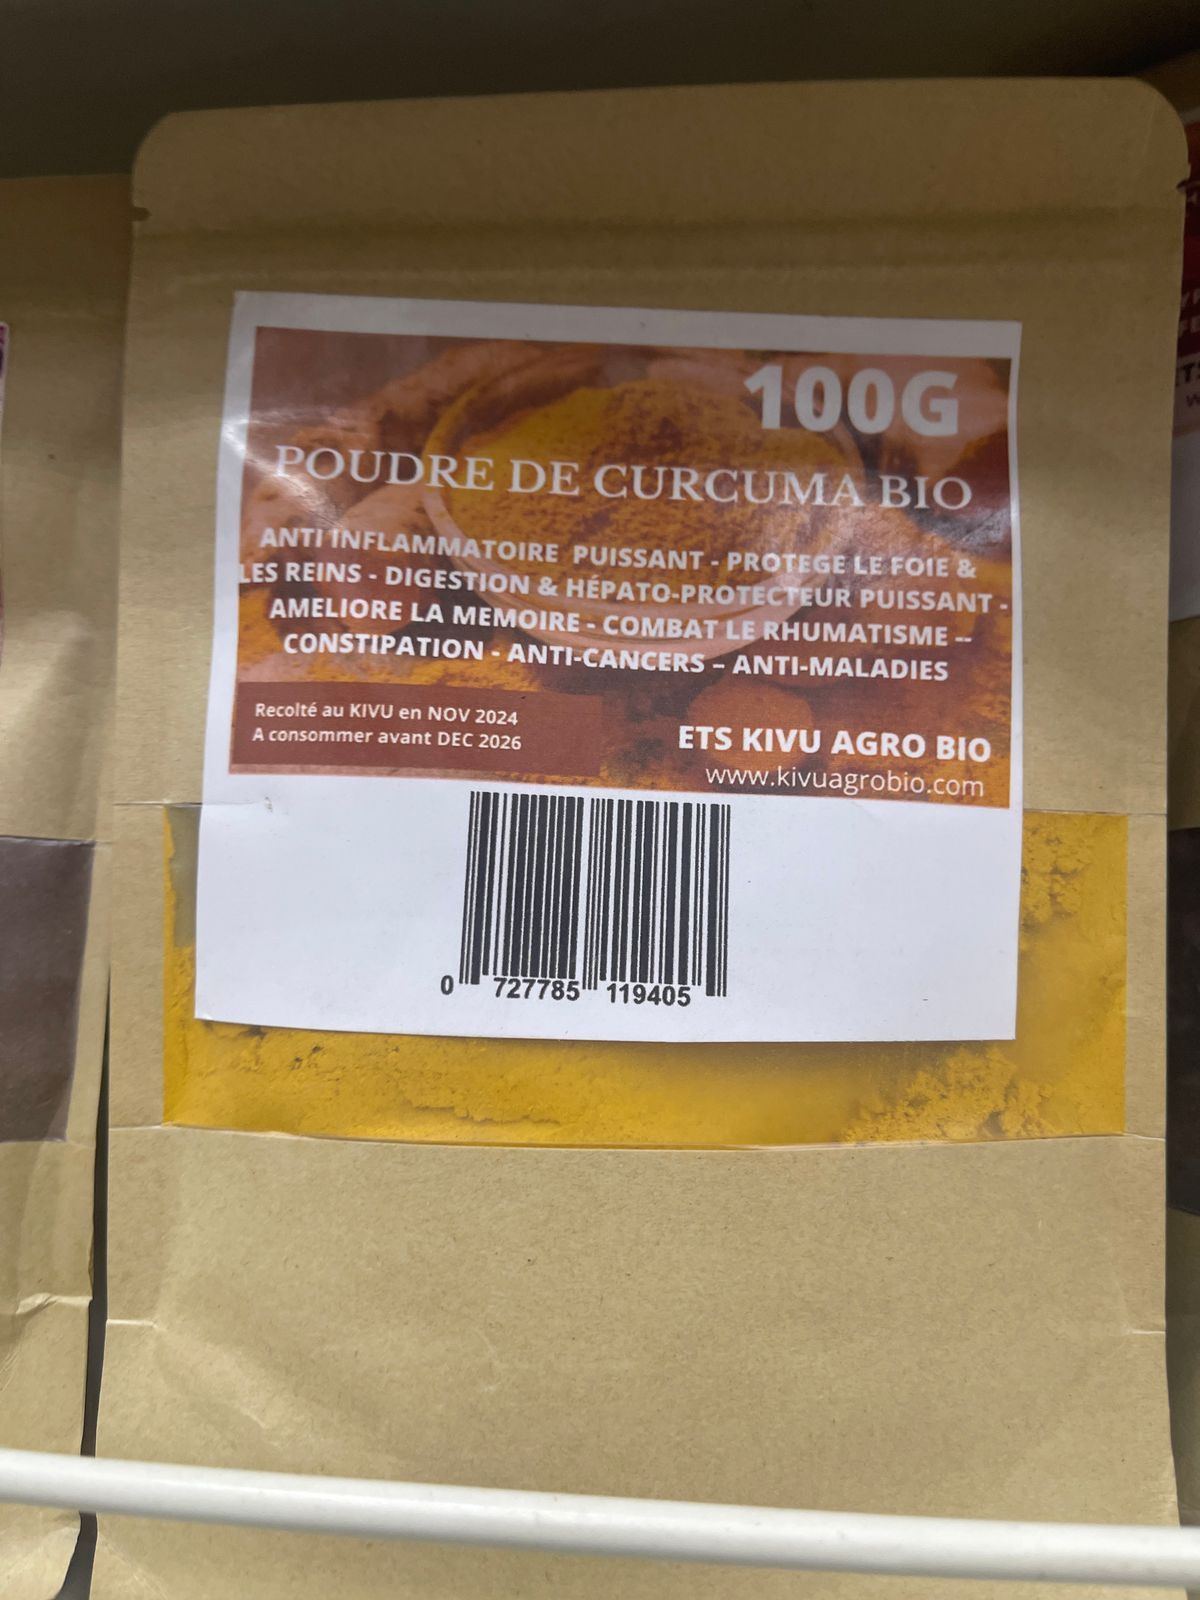 100G
POUDRE DE CURCUMA BIO
ANTI INFLAMMATOIRE PUISSANT - PROTEGE LE FOIE &
LES REINS - DIGESTION & HÉPATO-PROTECTEUR PUISSANT -
AMELIORE LA MEMOIRE - COMBAT LE RHUMATISME --
CONSTIPATION - ANTI-CANCERS – ANTI-MALADIES
Recolté au KIVU en NOV 2024
A consommer avant DEC 2026
ETS KIVU AGRO BIO
www.kivuagrobio.com
0 727785 119405